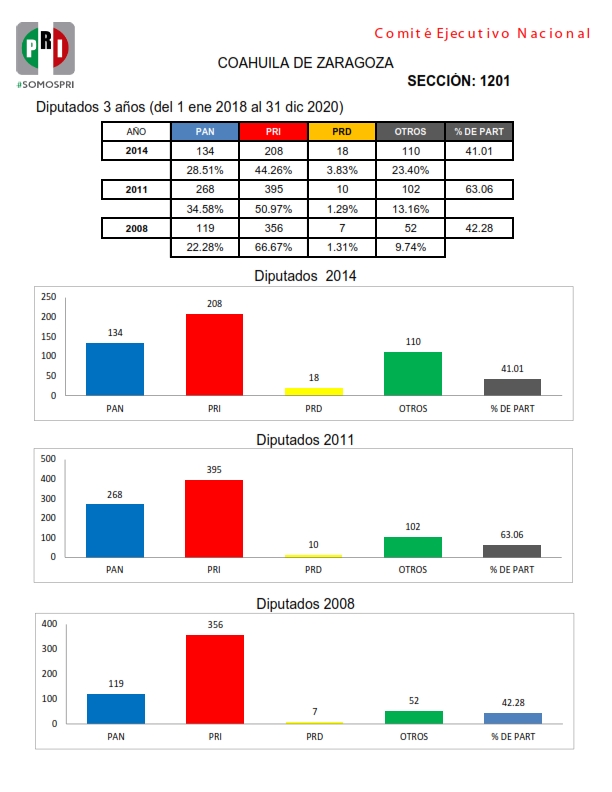 Comité Ejecutivo Nacional
PRI
#SOMOSPRI
COAHUILA DE ZARAGOZA
SECCIÓN: 1201
Diputados 3 años (del 1 ene 2018 al 31 dic 2020)
AÑO PAN PRI PRD OTROS % DE PART
2014 134 208 18 110 41.01
28.51% 44.26% 3.83% 23.40%
2011 268 395 10 102 63.06
34.58% 50.97% 1.29% 13.16%
2008 119 356 7 52 42.28
22.28% 66.67% 1.31% 9.74%
Diputados 2014
250
200
150
100
50
0
134 208 18 110 41.01
PAN PRI PRD OTROS % DE PART
Diputados 2011
500
400
300
200
100
0
268 395 10 102 63.06
PAN PRI PRD OTROS % DE PART
Diputados 2008
400
300
200
100
0
119 356 7 52 42.28
PAN PRI PRD OTROS % DE PART